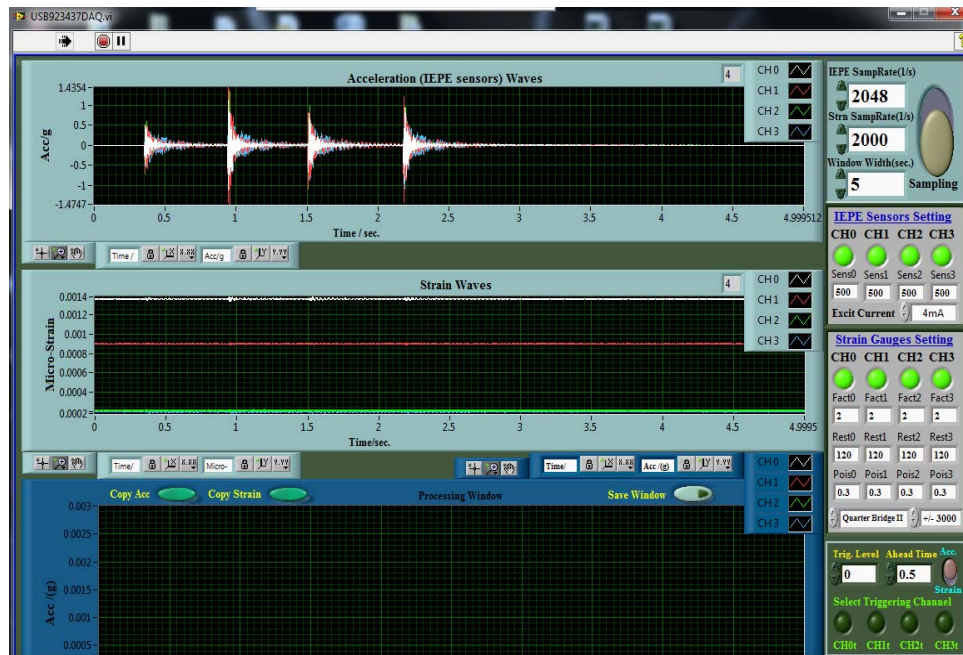 USB923437DAQ.vi
Acceleration (IEPE sensors) Waves
4
CH 0
CH 1
CH 2
CH 3
Acc/g
1.4354
1
0.5
0
-0.5
-1
-1.4747
0 0.5 1 1.5 2 2.5 3 3.5 4 4.5 4.999512
Time / sec.
Time / Acc/g
Strain Waves
4
CH 0
CH 1
CH 2
CH 3
Micro-Strain
0.0014
0.0012
0.001
0.0008
0.0006
0.0004
0.0002
0 0.5 1 1.5 2 2.5 3 3.5 4 4.5 4.9995
Time/sec.
Time/ Micro-
Time/ Acc /(g)
CH 0
CH 1
CH 2
CH 3
Copy Acc Copy Strain Processing Window Save Window
Acc /(g)
0.003
0.0025
0.002
0.0015
0.001
0.0005
IEPE SampRate(1/s)
2048
Strn SampRate(1/s)
2000
Window Width(sec.)
5
Sampling
IEPE Sensors Setting
CH0 CH1 CH2 CH3
Sens0 Sens1 Sens2 Sens3
500 500 500 500
Excit Current 4mA
Strain Gauges Setting
CH0 CH1 CH2 CH3
Fact0 Fact1 Fact2 Fact3
2 2 2 2
Rest0 Rest1 Rest2 Rest3
120 120 120 120
Pois0 Pois1 Pois2 Pois3
0.3 0.3 0.3 0.3
Quarter Bridge II +/- 3000
Trig. Level Ahead Time Acc.
0 0.5
Strain
Select Triggering Channel
CH0t CH1t CH2t CH3t